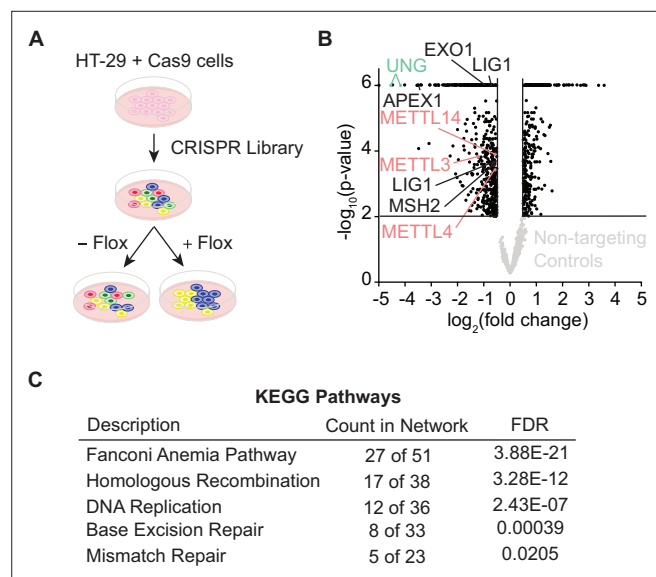 A
HT-29 + Cas9 cells
CRISPR Library
– Flox
+ Flox
B
UNG
EXO1
LIG1
APEX1
METTL14
METTL3
LIG1
MSH2
METTL4
Non-targeting
Controls
-log10(p-value)
6
4
2
0
-5 -4 -3 -2 -1 0 1 2 3 4 5
log2(fold change)
C
KEGG Pathways
Description Count in Network FDR
Fanconi Anemia Pathway 27 of 51 3.88E-21
Homologous Recombination 17 of 38 3.28E-12
DNA Replication 12 of 36 2.43E-07
Base Excision Repair 8 of 33 0.00039
Mismatch Repair 5 of 23 0.0205